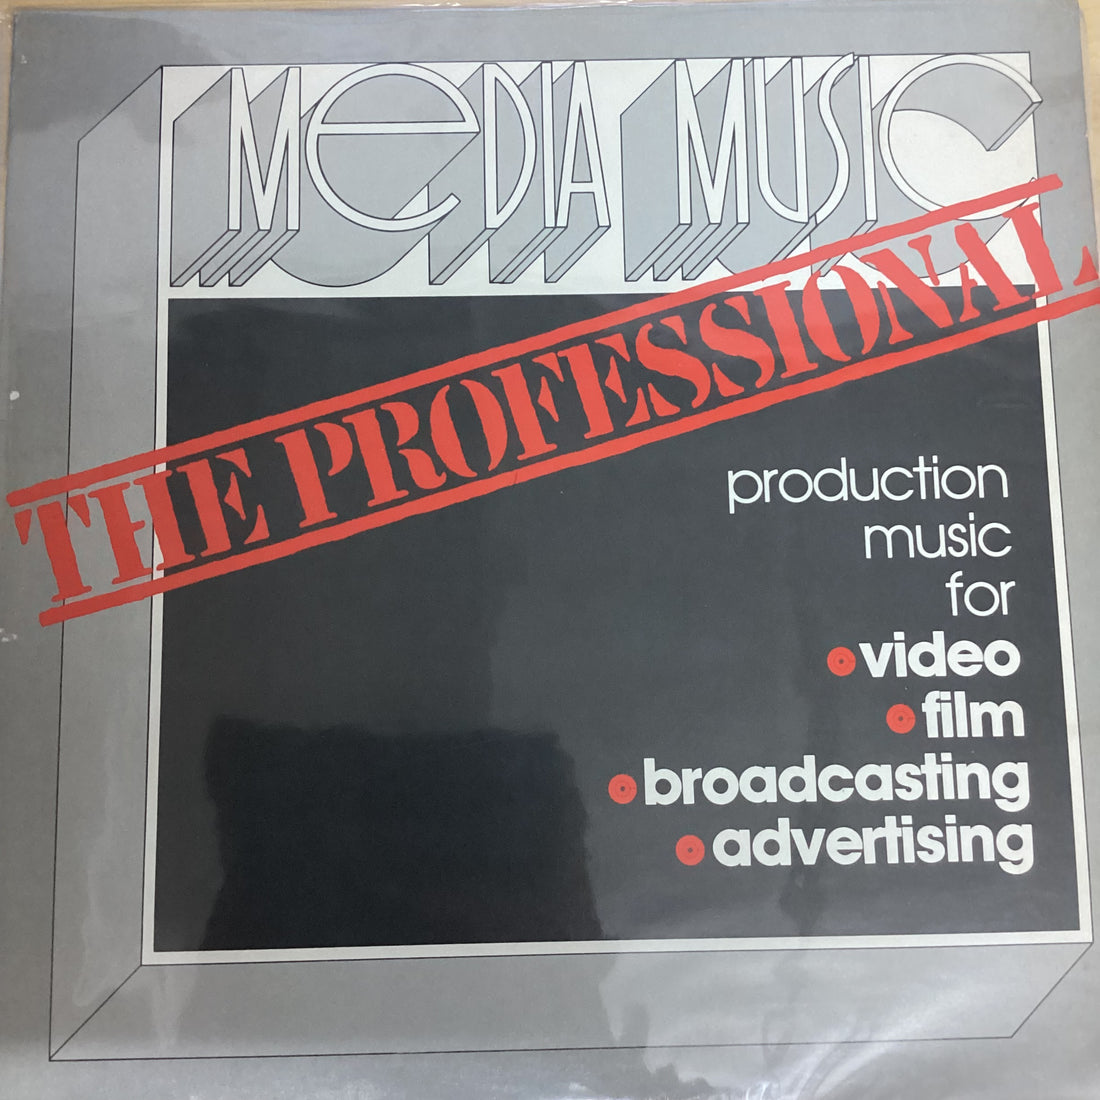 MeDIA MUSIC
THE PROFESSIONAL
production
music
for
video
film
broadcasting
advertising